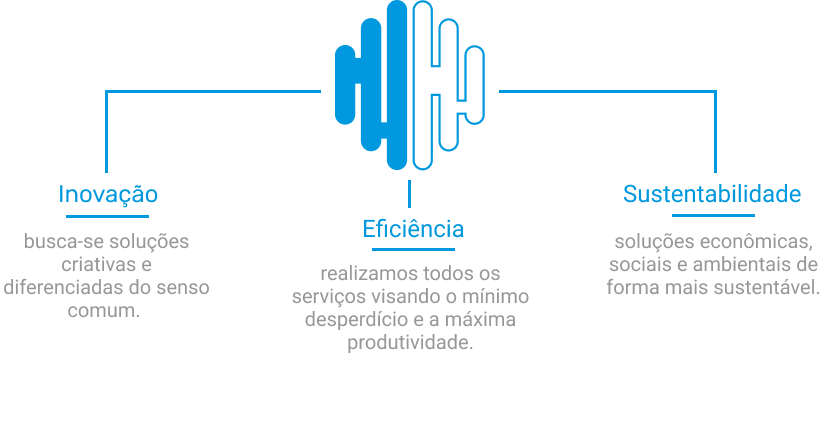 Inovação
busca-se soluções
criativas e
diferenciadas do senso
comum.
Eficiência
realizamos todos os
serviços visando o mínimo
desperdício e a máxima
produtividade.
Sustentabilidade
soluções econômicas,
sociais e ambientais de
forma mais sustentável.